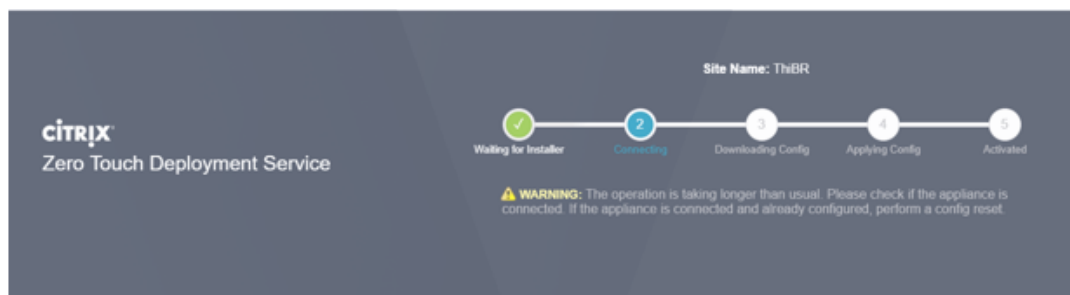 Site Name: ThiBR
CİTRIX
Zero Touch Deployment Service
✓ 2 3 4 5
Waiting for Installer Connecting Downloading Config Applying Config Activated
WARNING: The operation is taking longer than usual. Please check if the appliance is
connected. If the appliance is connected and already configured, perform a config reset.